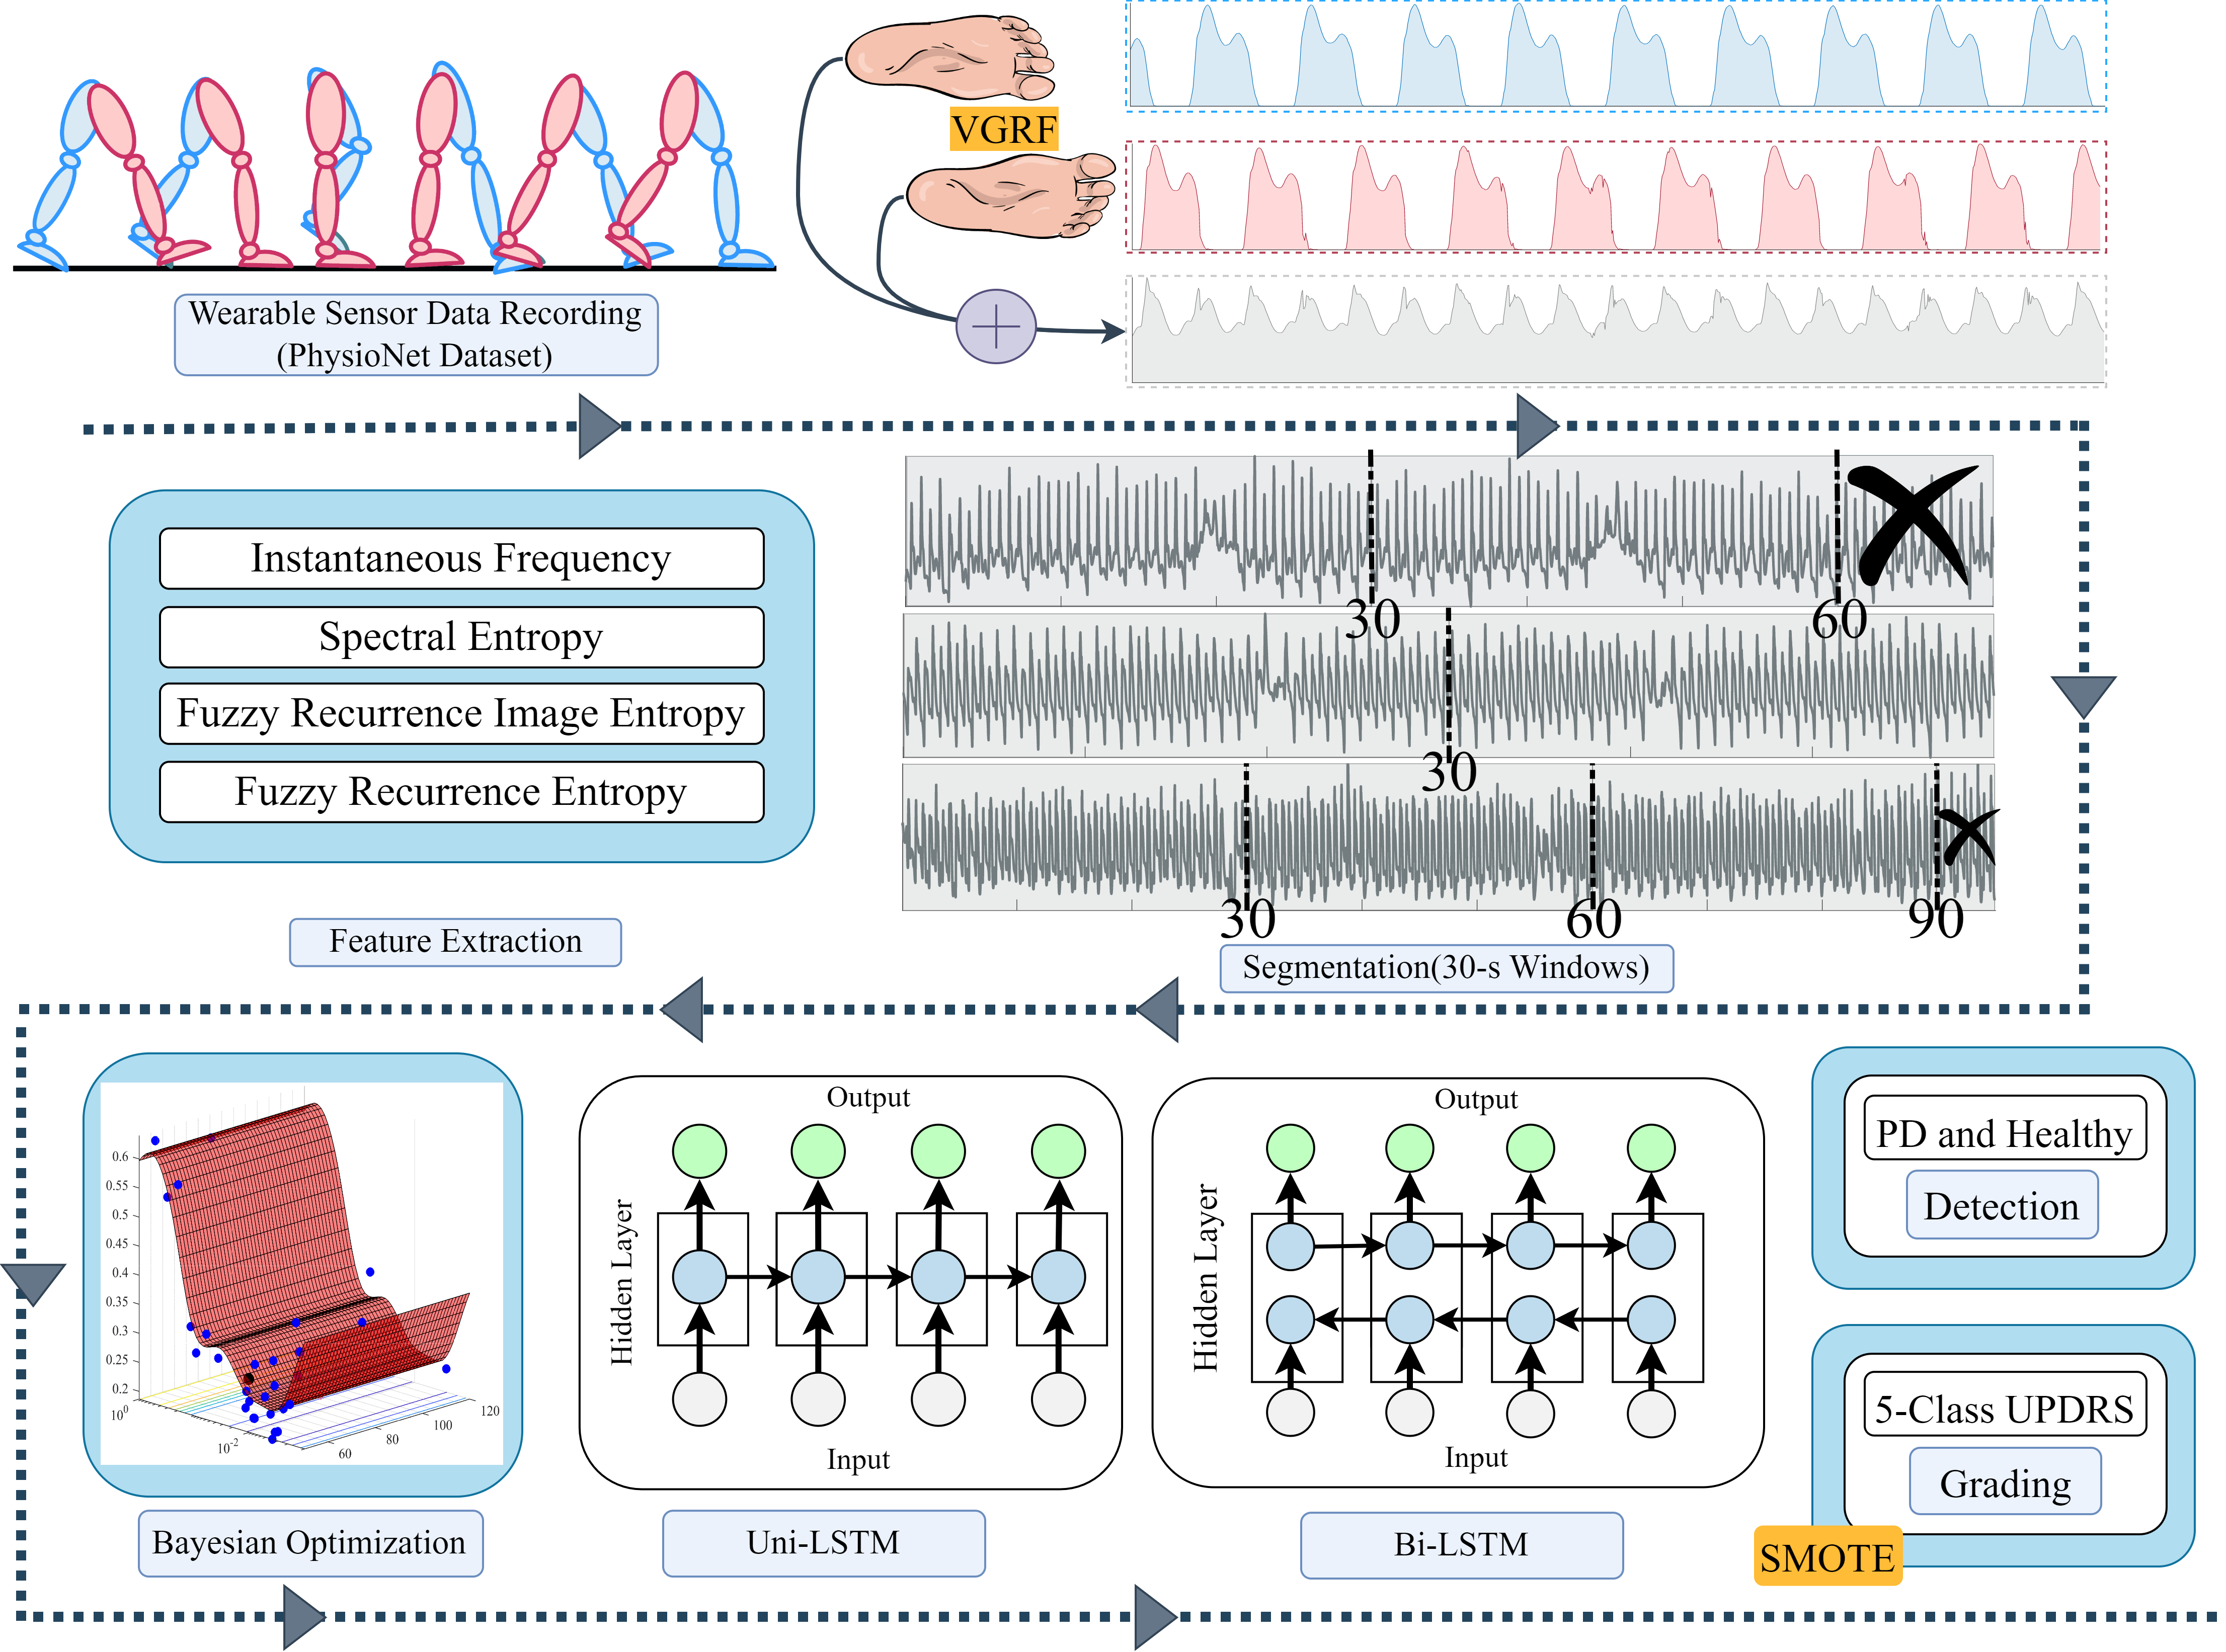 VGRF
Wearable Sensor Data Recording
(PhysioNet Dataset)
Instantaneous Frequency
Spectral Entropy
Fuzzy Recurrence Image Entropy
Fuzzy Recurrence Entropy
Feature Extraction
30
60
30
30
60
90
Segmentation(30-s Windows)
0.6
0.55
0.5
0.45
0.4
0.35
0.3
0.25
0.2
10^0
10^-2
60
80
100
120
Bayesian Optimization
Output
Hidden Layer
Input
Uni-LSTM
Output
Hidden Layer
Input
Bi-LSTM
PD and Healthy
Detection
5-Class UPDRS
Grading
SMOTE